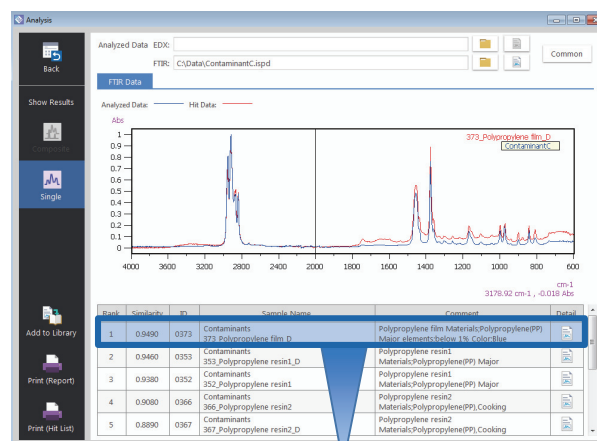 Analysis
Analyzed Data EDX:
FTIR: C:\Data\ContaminantC.ispd
Common
Back
FTIR Data
Show Results
Analyzed Data: Hit Data:
Composite
Single
Abs
373_Polypropylene film_D
ContaminantC
1
0.9
0.8
0.7
0.6
0.5
0.4
0.3
0.2
0.1
0
4000 3600 3200 2800 2400 2000 1800 1600 1400 1200 1000 800 600
cm-1
3178.92 cm-1 , -0.018 Abs
Rank Similarity ID Sample Name Comment Detail
1 0.9490 0373 Contaminants Polypropylene film Materials;Polypropylene(PP)
373_Polypropylene film_D Major elements;below 1% Color;Blue
2 0.9460 0353 Contaminants Polypropylene resin1
353_Polypropylene resin1_D Materials;Polypropylene(PP) Major
3 0.9380 0352 Contaminants Polypropylene resin1
352_Polypropylene resin1 Materials;Polypropylene(PP) Major
4 0.9080 0366 Contaminants Polypropylene resin2
366_Polypropylene resin2 Materials;Polypropylene(PP),Cooking
5 0.8890 0367 Contaminants Polypropylene resin2
367_Polypropylene resin2_D Materials;Polypropylene(PP),Cooking
Add to Library
Print (Report)
Print (Hit List)